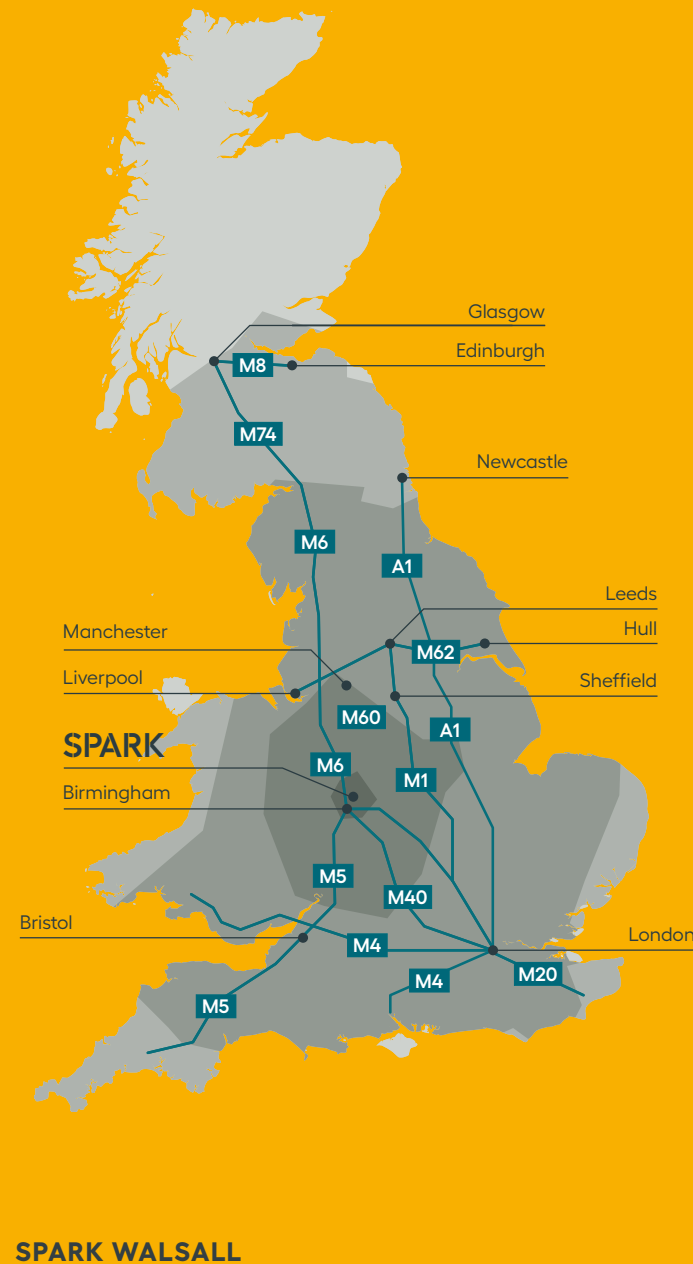 Glasgow
M8
Edinburgh
M74
Newcastle
M6
A1
Leeds
Manchester
Hull
M62
Liverpool
Sheffield
M60
A1
SPARK
M6
M1
Birmingham
M5
M40
Bristol
M4
London
M20
M4
M5
SPARK WALSALL